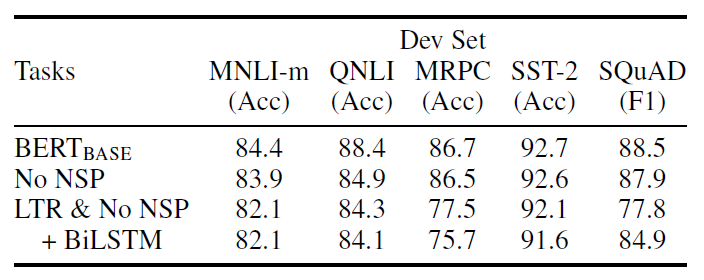 Dev Set
Tasks MNLI-m QNLI MRPC SST-2 SQuAD
(Acc) (Acc) (Acc) (Acc) (F1)
BERTBASE 84.4 88.4 86.7 92.7 88.5
No NSP 83.9 84.9 86.5 92.6 87.9
LTR & No NSP 82.1 84.3 77.5 92.1 77.8
+ BiLSTM 82.1 84.1 75.7 91.6 84.9